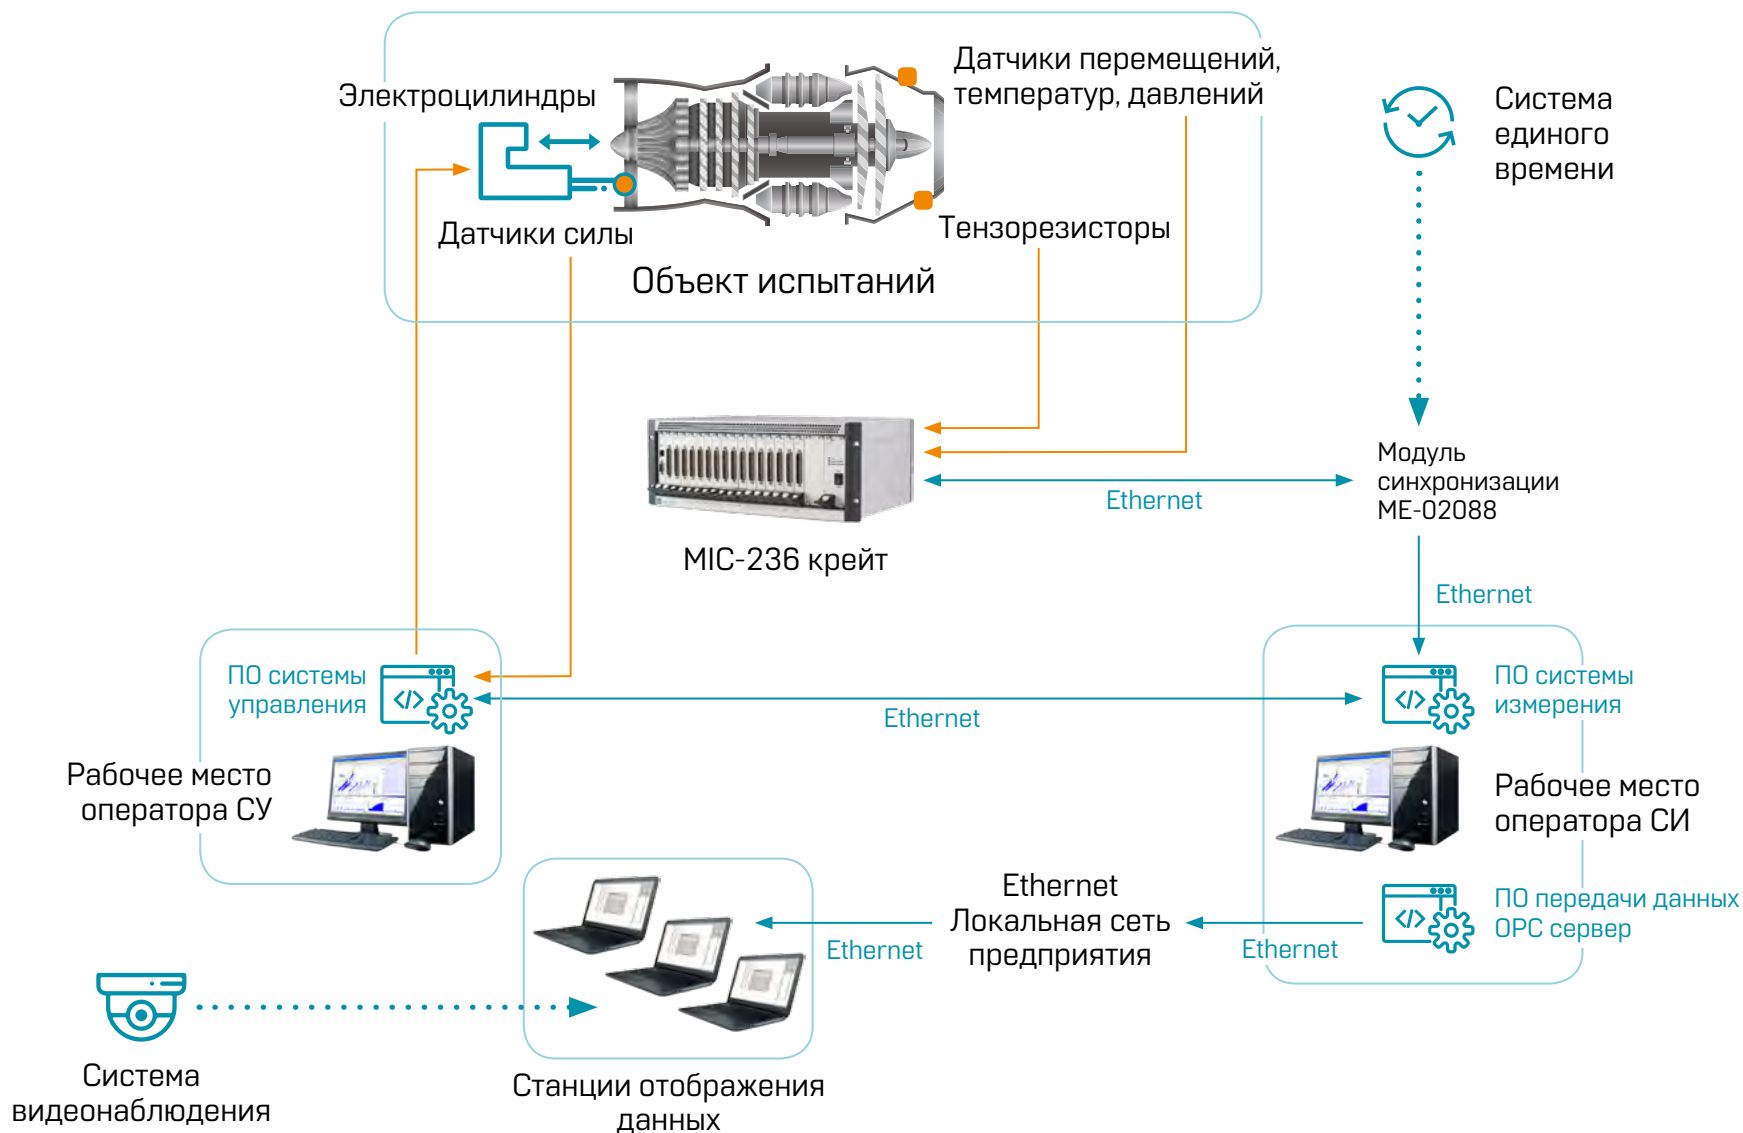 Электроцилиндры
Датчики перемещений,
температур, давлений
Система
единого
времени
Датчики силы
Тензорезисторы
Объект испытаний
Модуль
синхронизации
ME-02088
Ethernet
MIC-236 крейт
Ethernet
ПО системы
управления
Ethernet
ПО системы
измерения
Рабочее место
оператора СУ
Рабочее место
оператора СИ
Ethernet
Локальная сеть
предприятия
Ethernet
Ethernet
ПО передачи данных
OPC сервер
Система
видеонаблюдения
Станции отображения
данных